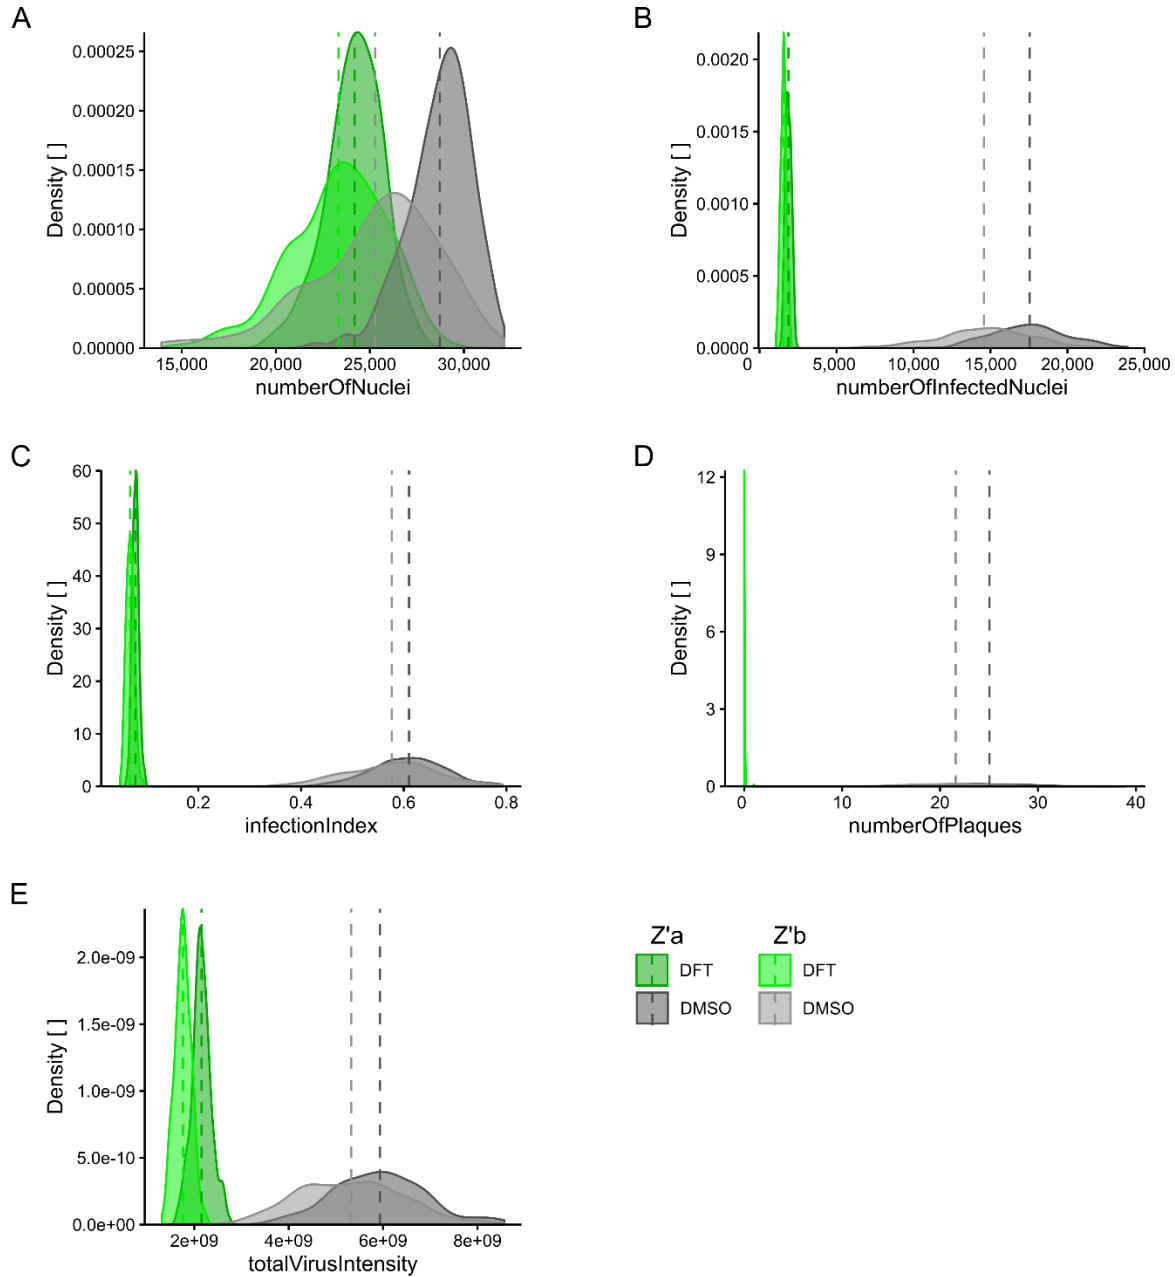 A
Density [ ]
0.00025
0.00020
0.00015
0.00010
0.00005
0.00000
15,000 20,000 25,000 30,000
numberOfNuclei
B
Density [ ]
0.0020
0.0015
0.0010
0.0005
0.0000
0 5,000 10,000 15,000 20,000 25,000
numberOfInfectedNuclei
C
Density [ ]
60
50
40
30
20
10
0
0.2 0.4 0.6 0.8
infectionIndex
D
Density [ ]
12
9
6
3
0
0 10 20 30 40
numberOfPlaques
E
Density [ ]
2.0e-09
1.5e-09
1.0e-09
5.0e-10
0.0e+00
2e+09 4e+09 6e+09 8e+09
totalVirusIntensity
Z'a Z'b
DFT DFT
DMSO DMSO